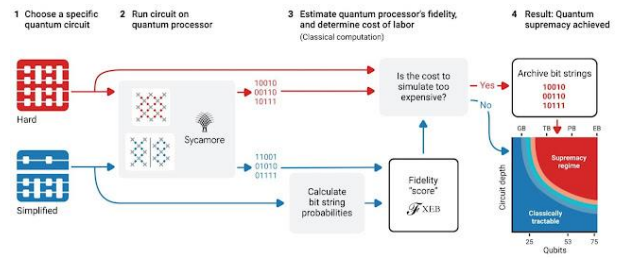 1 Choose a specific
quantum circuit
2 Run circuit on
quantum processor
3 Estimate quantum processor's fidelity,
and determine cost of labor
(Classical computation)
4 Result: Quantum
supremacy achieved
Hard
Simplified
Sycamore
10010
00110
10111
11001
01010
01111
Calculate
bit string
probabilities
Is the cost
to simulate too
expensive?
Fidelity
"score"
ℱ XEB
Yes
No
Archive bit strings
10010
00110
10111
GB TB PB EB
Supremacy
regime
Classically
tractable
Circuit depth
25 53 75
Qubits